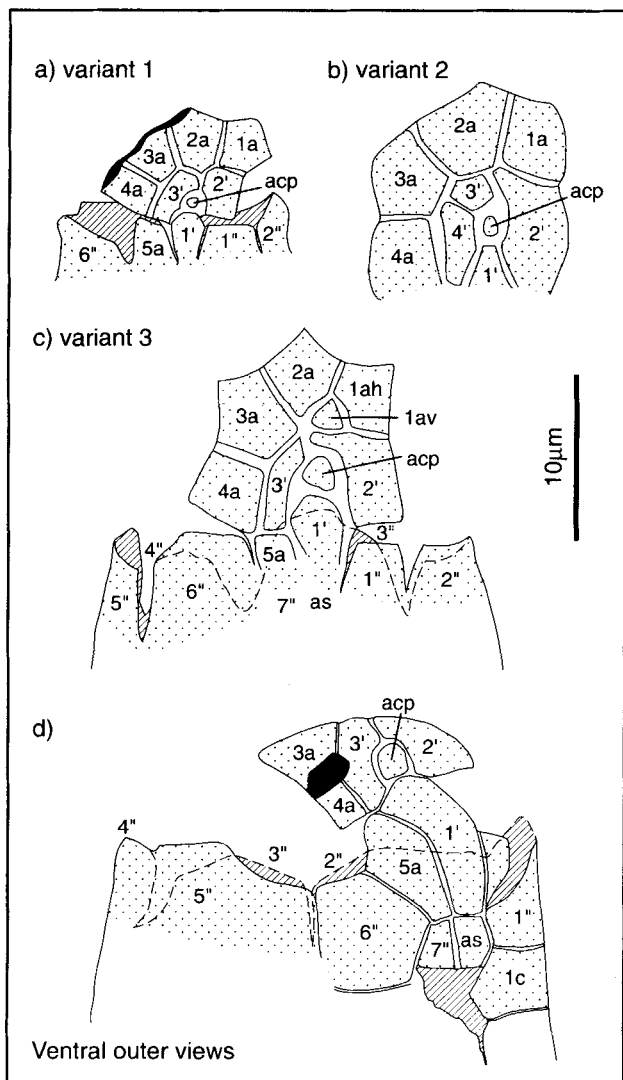 a) variant 1
2a
1a
3a
4a
3'
2'
acp
6"
5a
1'
1"
2"
b) variant 2
2a
1a
3a
3'
acp
4a
4'
2'
1'
c) variant 3
2a
1ah
3a
1av
acp
4a
3'
2'
4"
1'
3"
5a
5"
6"
1"
2"
7"
as
10µm
d)
acp
3a
3'
2'
4a
1'
4"
3"
2"
5a
5"
6"
1"
7"
as
1c
Ventral outer views